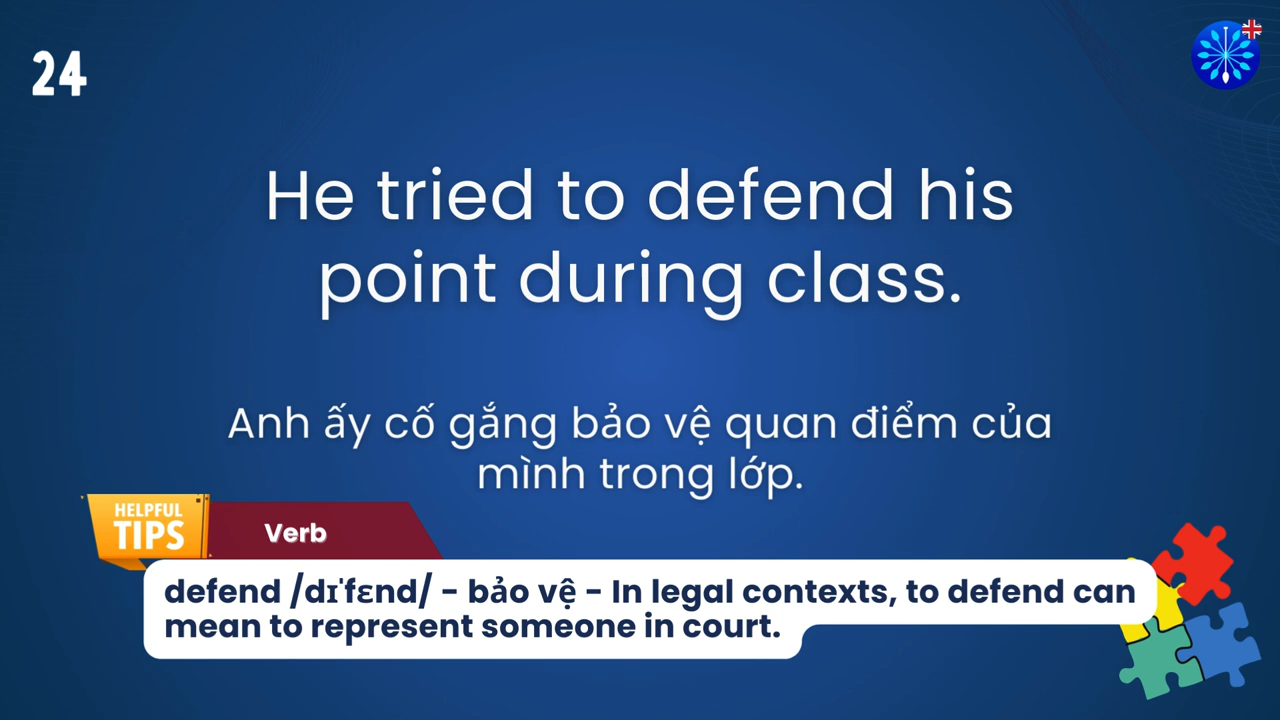 24
He tried to defend his
point during class.
Anh ấy cố gắng bảo vệ quan điểm của
mình trong lớp.
HELPFUL
TIPS
Verb
defend /dɪˈfɛnd/ - bảo vệ - In legal contexts, to defend can
mean to represent someone in court.